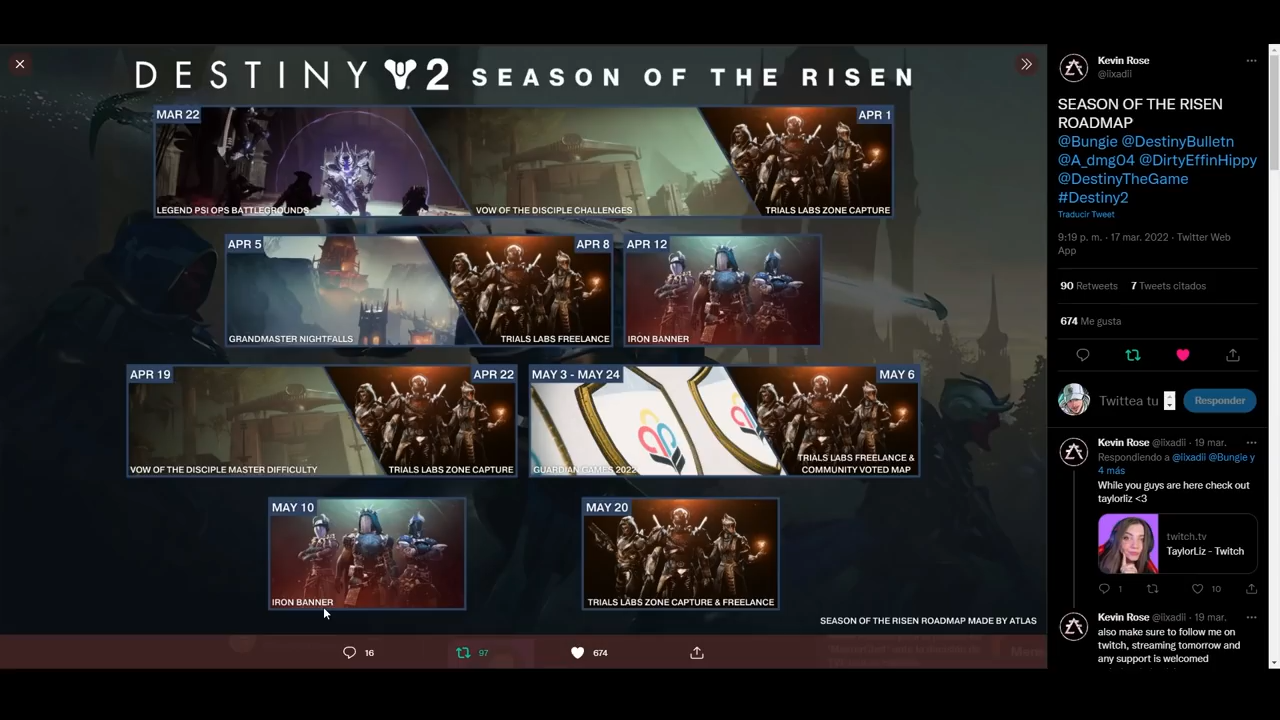 DESTINY 2 SEASON OF THE RISEN
MAR 22
APR 1
LEGEND PSI OPS BATTLEGROUNDS
VOW OF THE DISCIPLE CHALLENGES
TRIALS LABS ZONE CAPTURE
APR 5
APR 8
APR 12
GRANDMASTER NIGHTFALLS
TRIALS LABS FREELANCE
IRON BANNER
APR 19
APR 22
MAY 3 - MAY 24
MAY 6
VOW OF THE DISCIPLE MASTER DIFFICULTY
TRIALS LABS ZONE CAPTURE
GUARDIAN GAMES 2022
TRIALS LABS FREELANCE &
COMMUNITY VOTED MAP
MAY 10
MAY 20
IRON BANNER
TRIALS LABS ZONE CAPTURE & FREELANCE
SEASON OF THE RISEN ROADMAP MADE BY ATLAS
16
97
674
Kevin Rose
@iixadii
SEASON OF THE RISEN
ROADMAP
@Bungie @DestinyBulletn
@A_dmg04 @DirtyEffinHippy
@DestinyTheGame
#Destiny2
Traducir Tweet
9:19 p. m. · 17 mar. 2022 · Twitter Web
App
90 Retweets 7 Tweets citados
674 Me gusta
Twittea tu
Responder
Kevin Rose @iixadii · 19 mar.
Respondiendo a @iixadii @Bungie y
4 más
While you guys are here check out
taylorliz <3
twitch.tv
TaylorLiz - Twitch
1
10
Kevin Rose @iixadii · 19 mar.
also make sure to follow me on
twitch, streaming tomorrow and
any support is welcomed